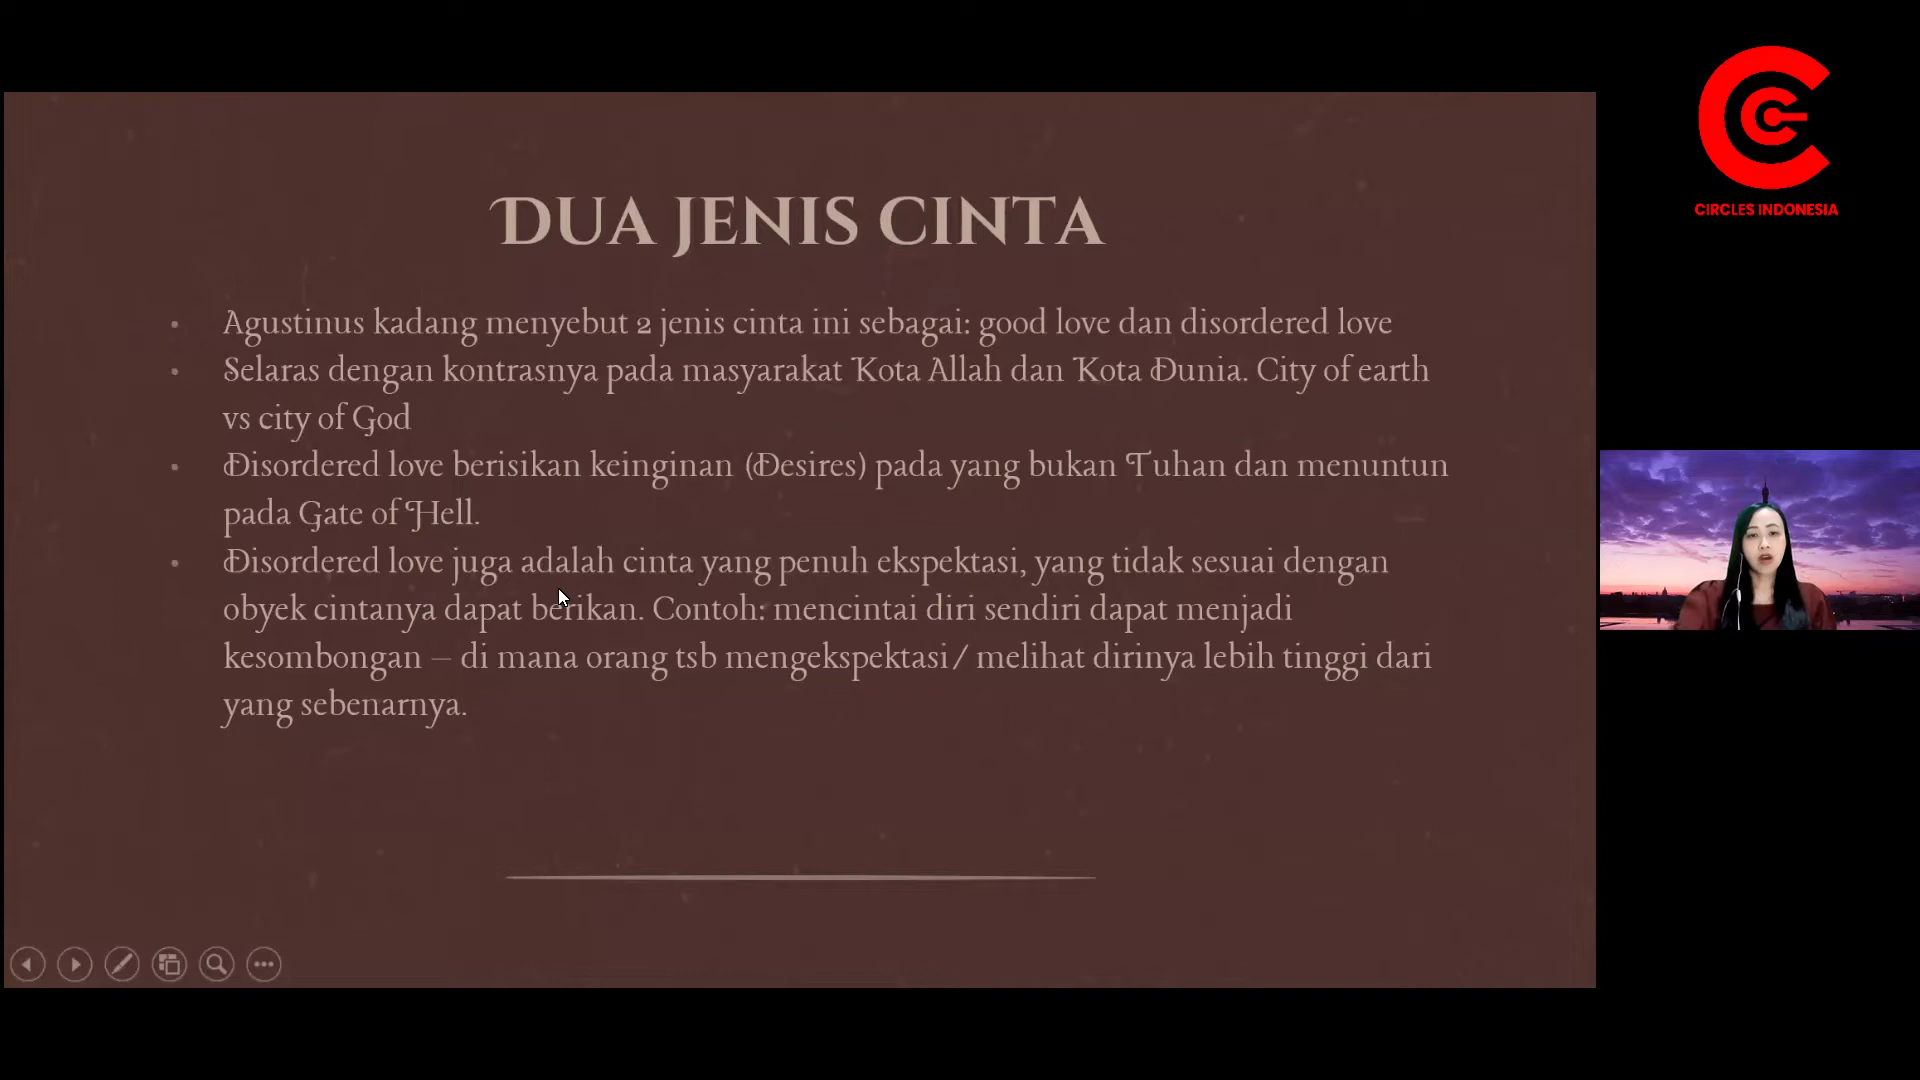 DUA JENIS CINTA
• Agustinus kadang menyebut 2 jenis cinta ini sebagai: good love dan disordered love
• Selaras dengan kontrasnya pada masyarakat Kota Allah dan Kota Dunia. City of earth
vs city of God
• Disordered love berisikan keinginan (Desires) pada yang bukan Tuhan dan menuntun
pada Gate of Hell.
• Disordered love juga adalah cinta yang penuh ekspektasi, yang tidak sesuai dengan
obyek cintanya dapat berikan. Contoh: mencintai diri sendiri dapat menjadi
kesombongan – di mana orang tsb mengekspektasi/ melihat dirinya lebih tinggi dari
yang sebenarnya.
CIRCLES INDONESIA